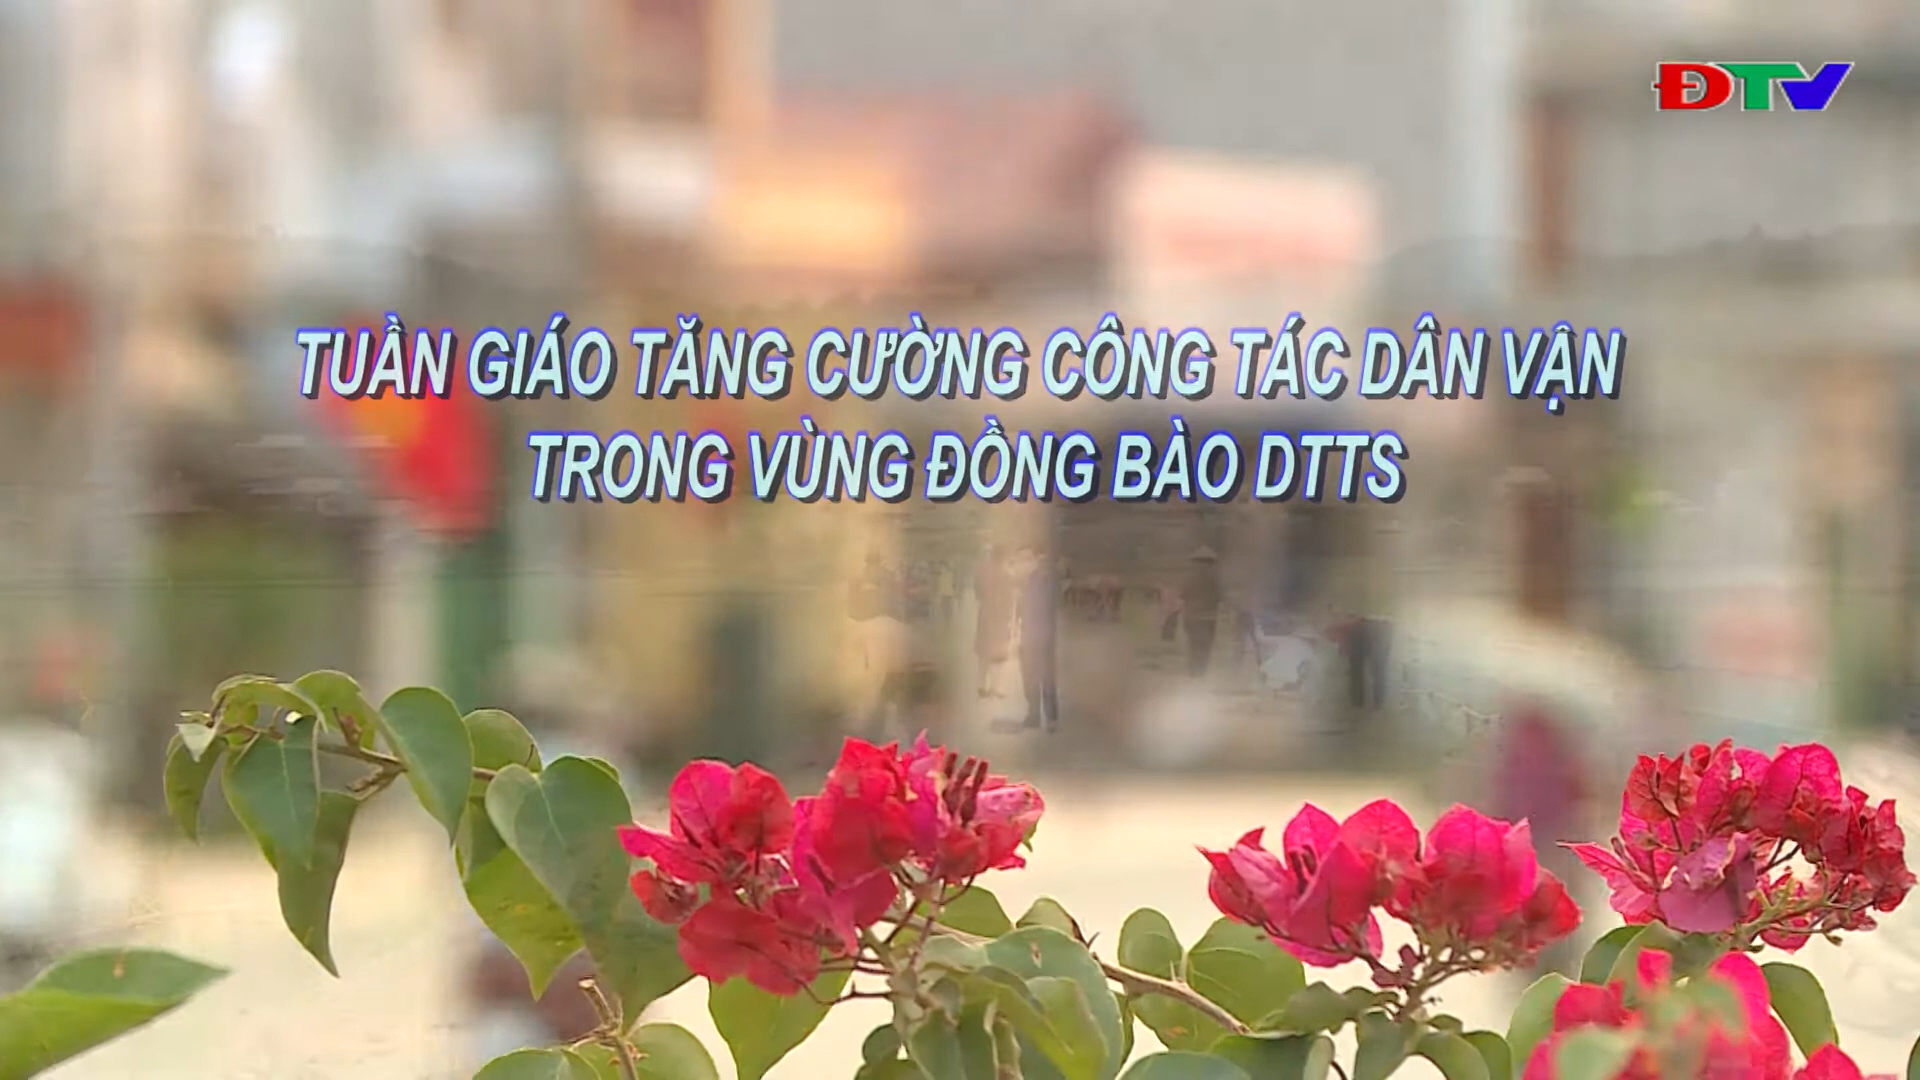 ĐTV
TUẦN GIÁO TĂNG CƯỜNG CÔNG TÁC DÂN VẬN
TRONG VÙNG ĐỒNG BÀO DTTS